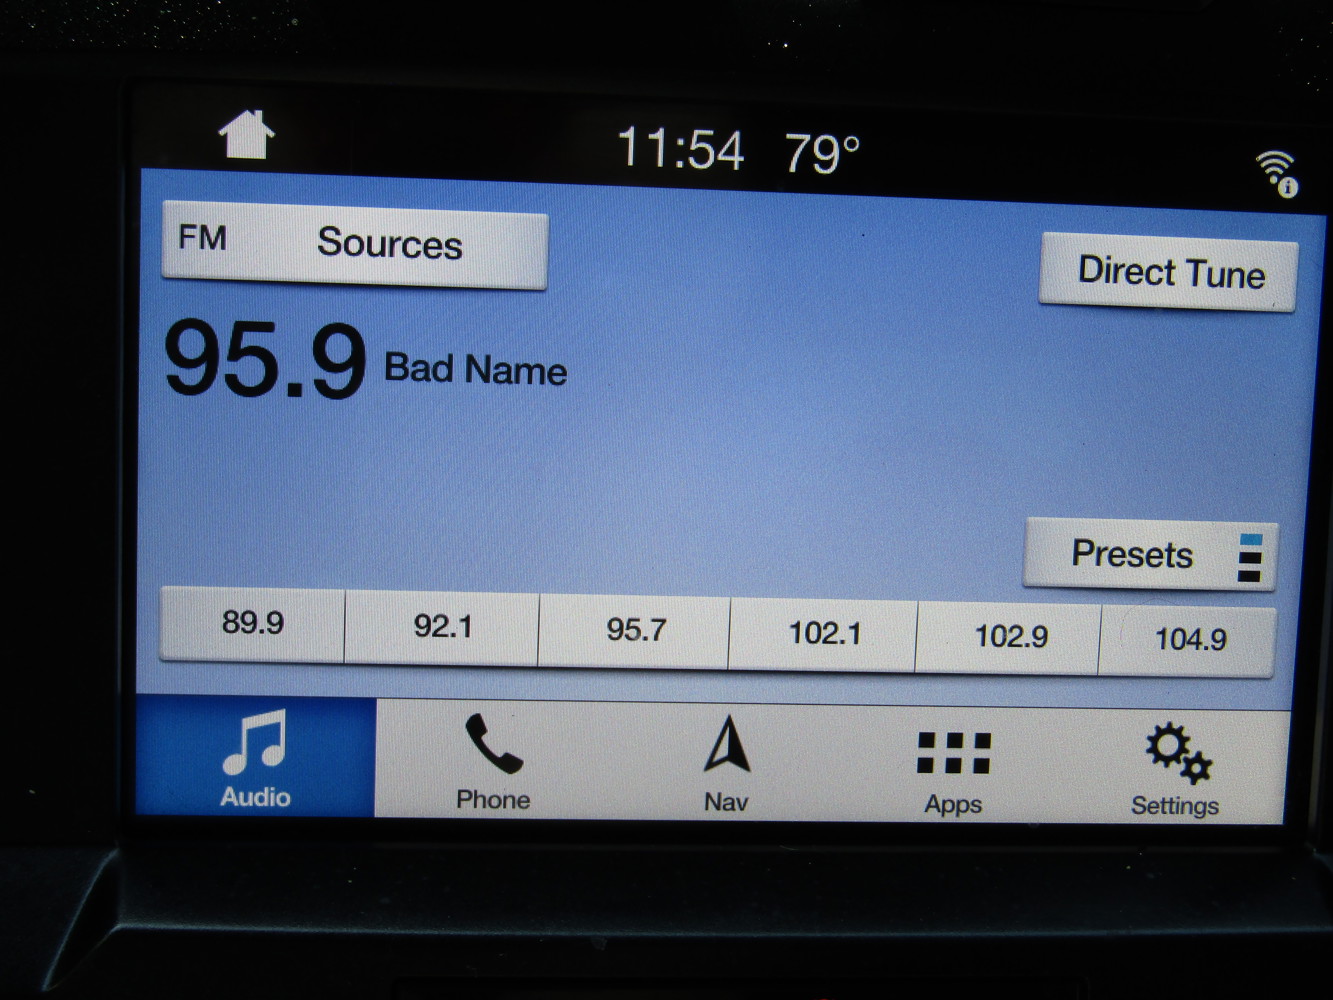 11:54 79°
FM Sources
Direct Tune
95.9 Bad Name
Presets
89.9 92.1 95.7 102.1 102.9 104.9
Audio Phone Nav Apps Settings